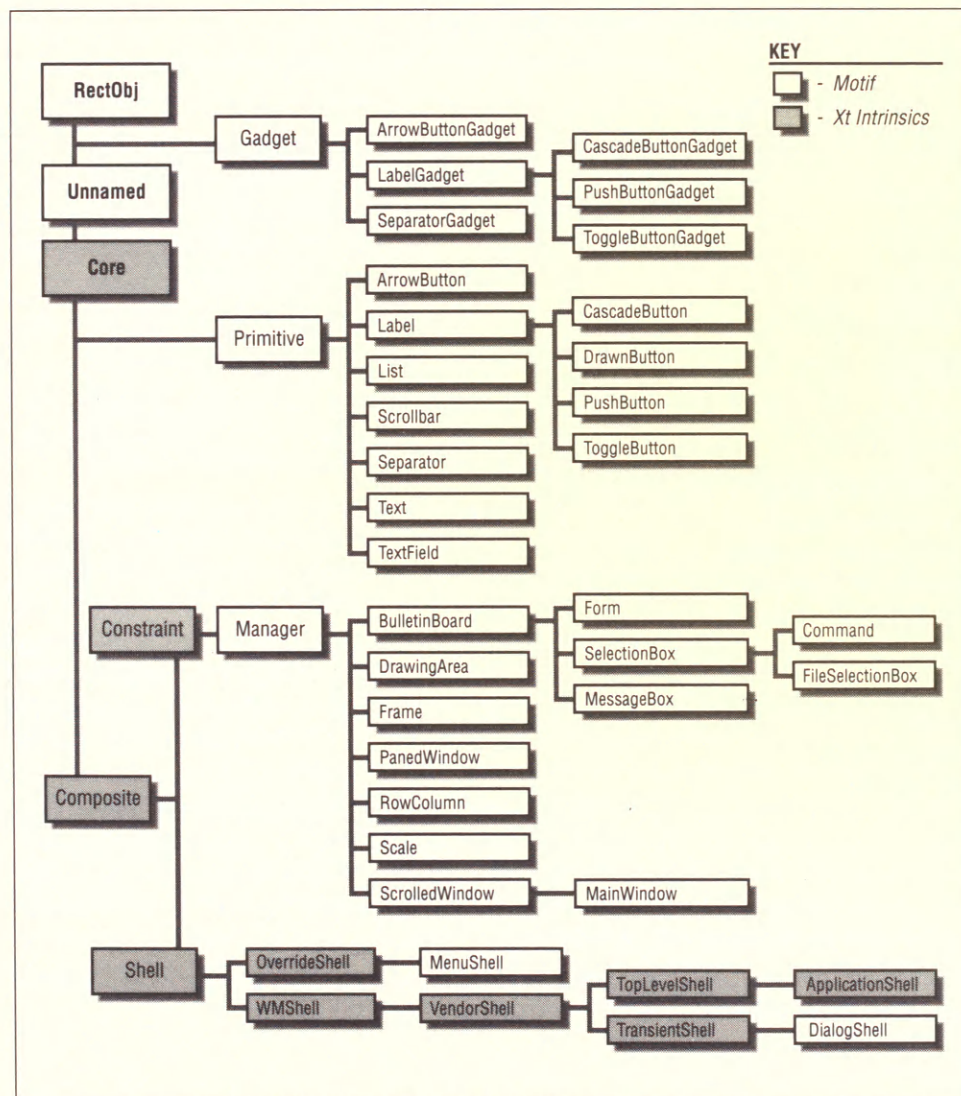 KEY
- Motif
- Xt Intrinsics
RectObj
Gadget
ArrowButtonGadget
LabelGadget
SeparatorGadget
CascadeButtonGadget
PushButtonGadget
ToggleButtonGadget
Unnamed
Core
Primitive
ArrowButton
Label
List
Scrollbar
Separator
Text
TextField
CascadeButton
DrawnButton
PushButton
ToggleButton
Constraint
Manager
BulletinBoard
DrawingArea
Frame
PanedWindow
RowColumn
Scale
ScrolledWindow
Form
SelectionBox
MessageBox
Command
FileSelectionBox
MainWindow
Composite
Shell
OverrideShell
MenuShell
WMShell
VendorShell
TopLevelShell
ApplicationShell
TransientShell
DialogShell